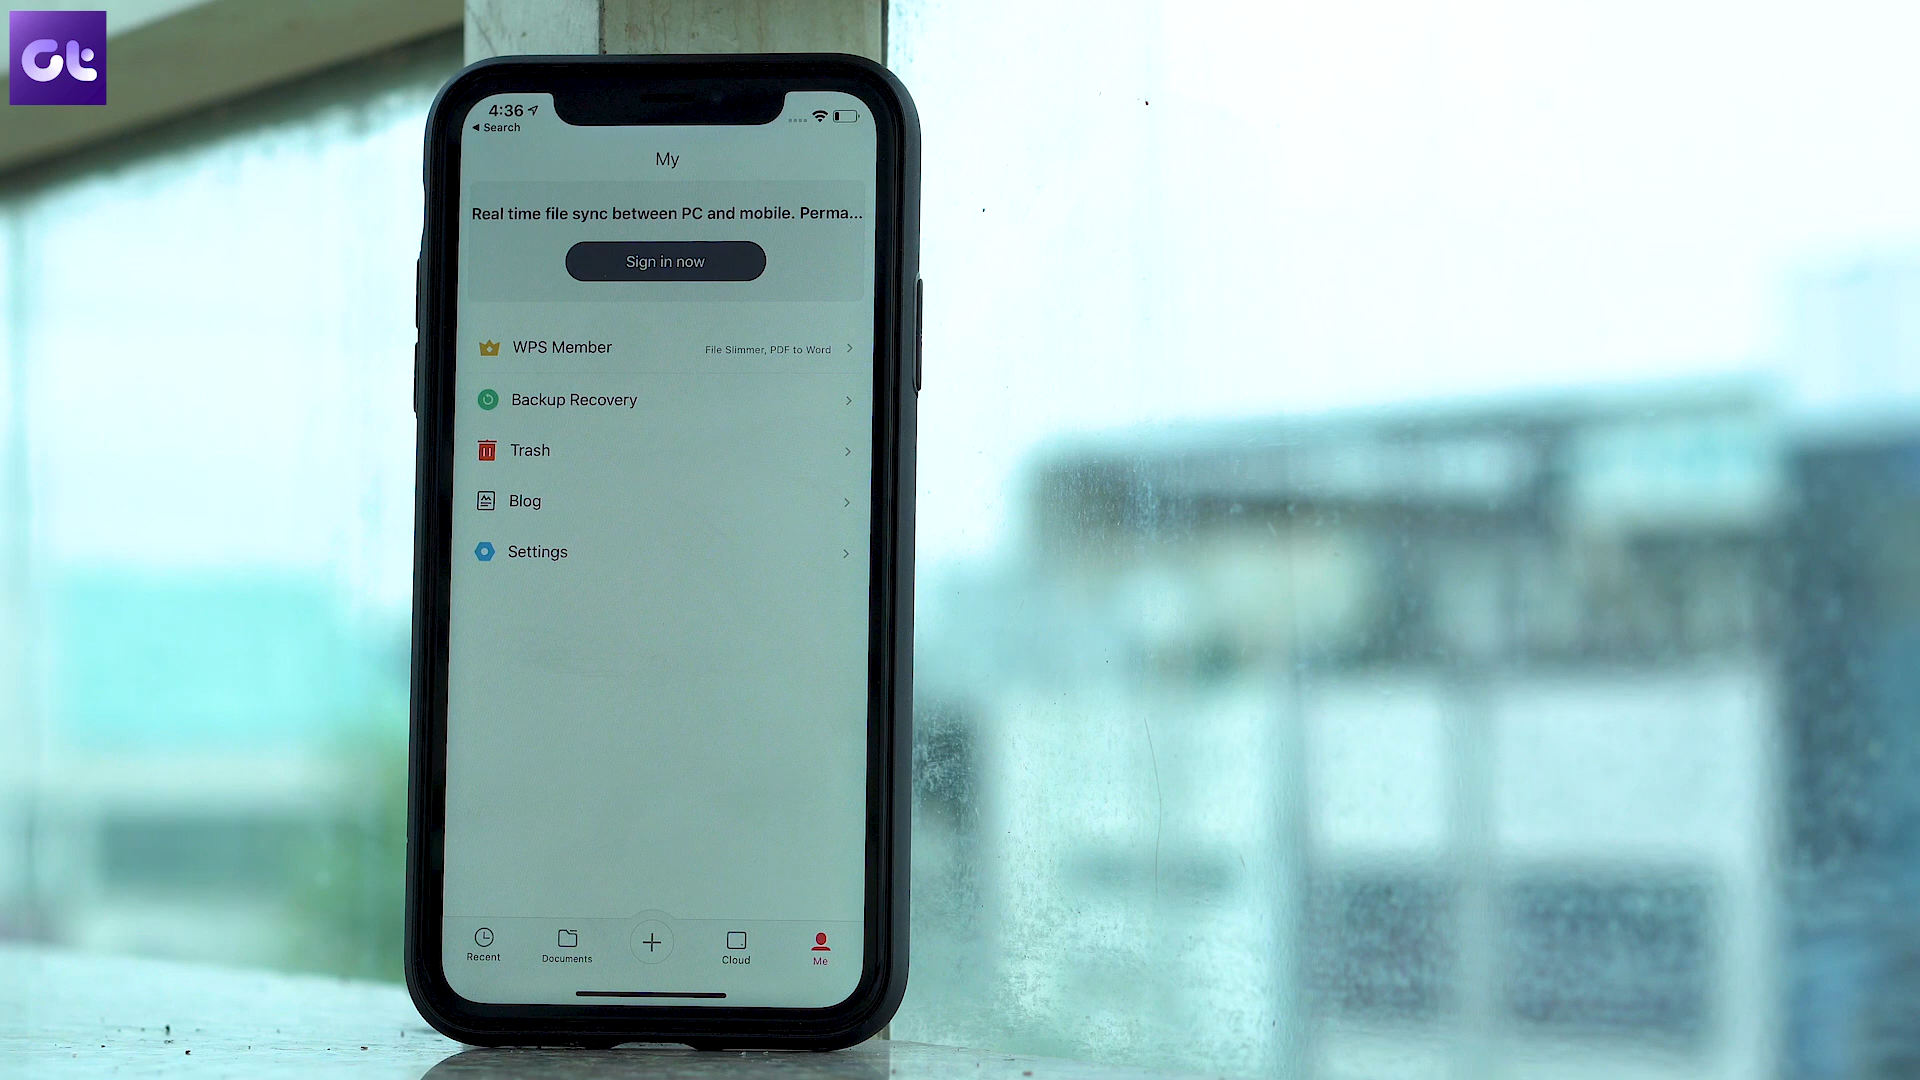 Gt
4:36
Search
My
Real time file sync between PC and mobile. Perma...
Sign in now
WPS Member
File Slimmer, PDF to Word
Backup Recovery
Trash
Blog
Settings
Recent
Documents
Cloud
Me